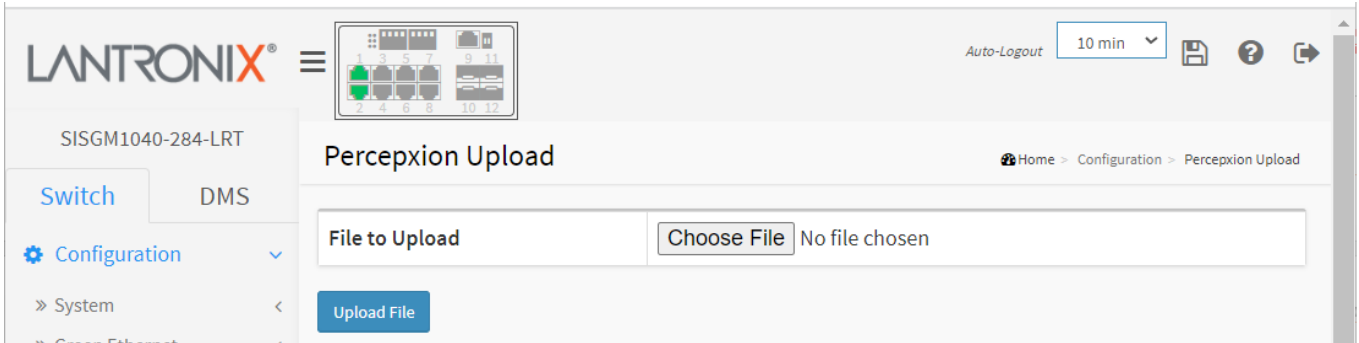 LANTRONIX®
1 3 5 7 9 11
2 4 6 8 10 12
Auto-Logout 10 min
SISGM1040-284-LRT
Switch DMS
Configuration
» System
» Green Ethernet
Percepxion Upload
Home > Configuration > Percepxion Upload
File to Upload Choose File No file chosen
Upload File